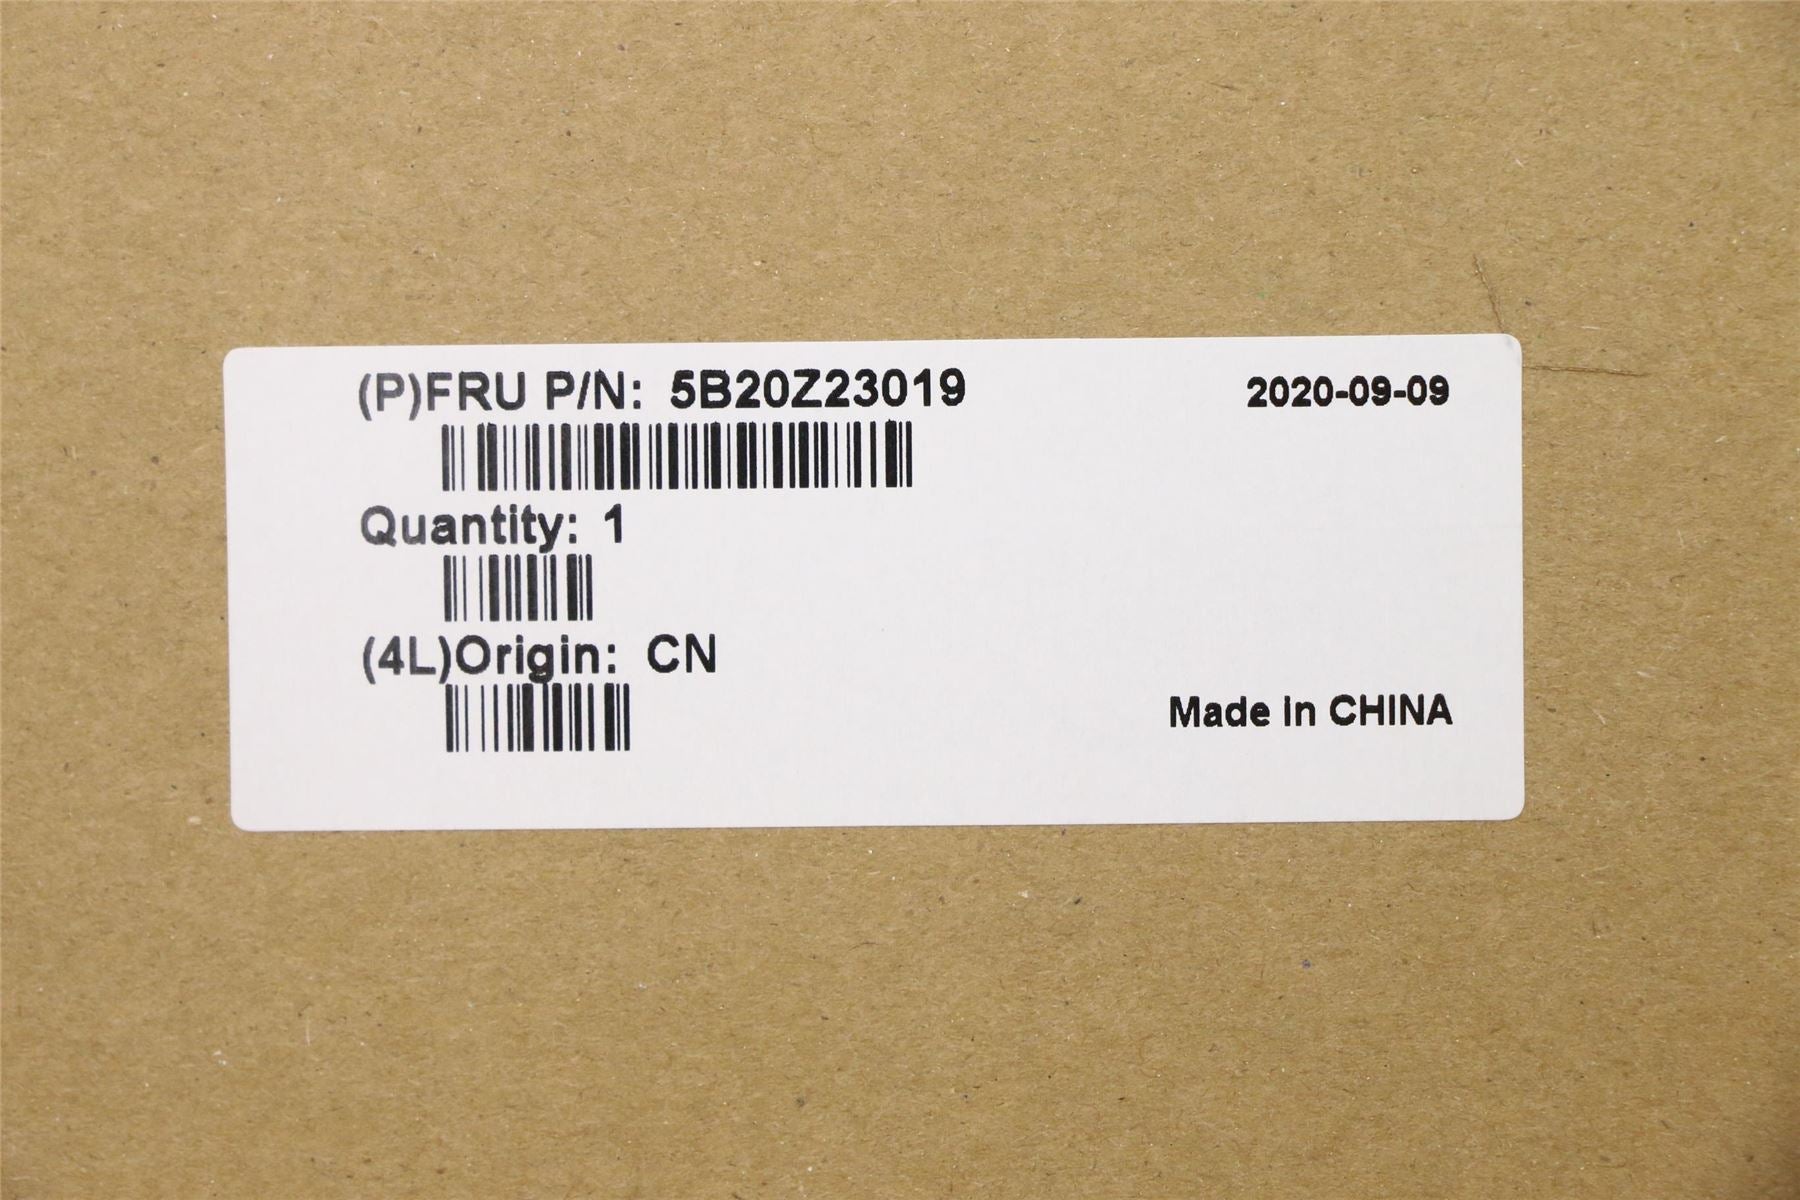 (P)FRU P/N: 5B20Z23019
2020-09-09
Quantity: 1
(4L)Origin: CN
Made in CHINA